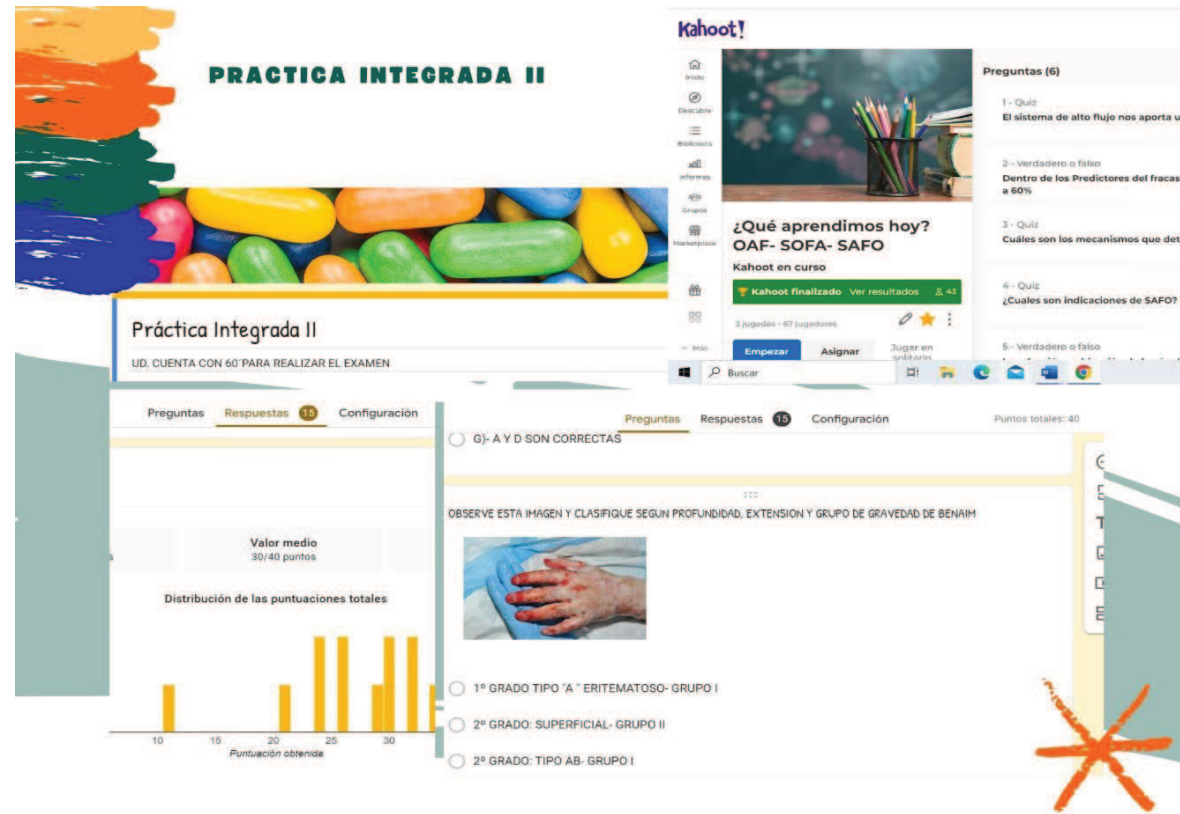 PRACTICA INTEGRADA II
Práctica Integrada II
UD. CUENTA CON 60´PARA REALIZAR EL EXAMEN
Kahoot!
Inicio
Descubre
Biblioteca
Informes
Grupos
Marketplace
Más
¿Qué aprendimos hoy?
OAF- SOFA- SAFO
Kahoot en curso
Kahoot finalizado Ver resultados 43
3 jugadas - 67 jugadores
Empezar Asignar Jugar en
solitario
Preguntas (6)
1 - Quiz
El sistema de alto flujo nos aporta u
2 - Verdadero o falso
Dentro de los Predictores del fracas
a 60%
3 - Quiz
Cuáles son los mecanismos que det
4 - Quiz
¿Cuales son indicaciones de SAFO?
5 - Verdadero o falso
Buscar
Preguntas Respuestas 15 Configuración
Valor medio
30/40 puntos
Distribución de las puntuaciones totales
10 15 20 25 30
Puntuación obtenida
Preguntas Respuestas 15 Configuración Puntos totales: 40
G)- A Y D SON CORRECTAS
OBSERVE ESTA IMAGEN Y CLASIFIQUE SEGUN PROFUNDIDAD, EXTENSION Y GRUPO DE GRAVEDAD DE BENAIM
1º GRADO TIPO "A " ERITEMATOSO- GRUPO I
2º GRADO: SUPERFICIAL- GRUPO II
2º GRADO: TIPO AB- GRUPO I